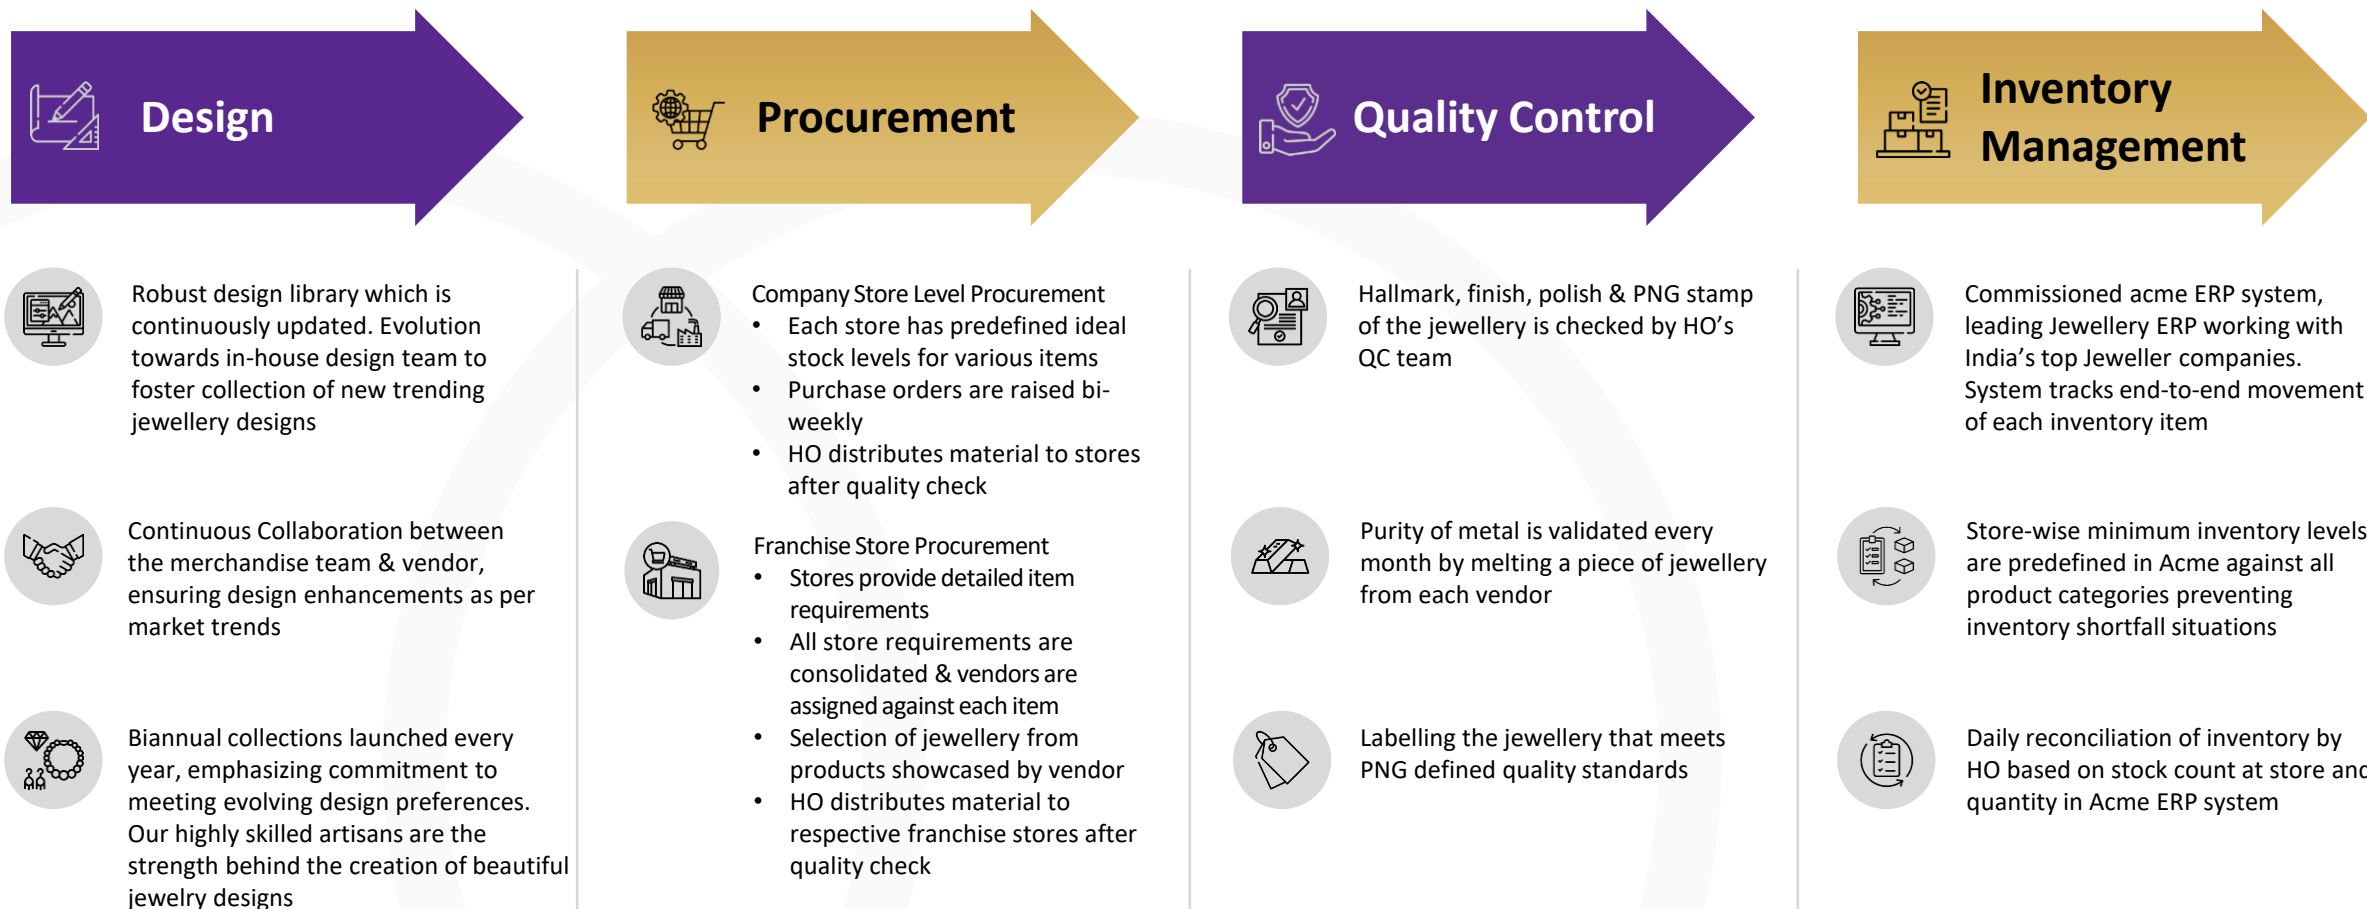 Design
Robust design library which is
continuously updated. Evolution
towards in-house design team to
foster collection of new trending
jewellery designs
Continuous Collaboration between
the merchandise team & vendor,
ensuring design enhancements as per
market trends
Biannual collections launched every
year, emphasizing commitment to
meeting evolving design preferences.
Our highly skilled artisans are the
strength behind the creation of beautiful
jewelry designs
Procurement
Company Store Level Procurement
• Each store has predefined ideal
stock levels for various items
• Purchase orders are raised bi-
weekly
• HO distributes material to stores
after quality check
Franchise Store Procurement
• Stores provide detailed item
requirements
• All store requirements are
consolidated & vendors are
assigned against each item
• Selection of jewellery from
products showcased by vendor
• HO distributes material to
respective franchise stores after
quality check
Quality Control
Hallmark, finish, polish & PNG stamp
of the jewellery is checked by HO’s
QC team
Purity of metal is validated every
month by melting a piece of jewellery
from each vendor
Labelling the jewellery that meets
PNG defined quality standards
Inventory
Management
Commissioned acme ERP system,
leading Jewellery ERP working with
India’s top Jeweller companies.
System tracks end-to-end movement
of each inventory item
Store-wise minimum inventory levels
are predefined in Acme against all
product categories preventing
inventory shortfall situations
Daily reconciliation of inventory by
HO based on stock count at store and
quantity in Acme ERP system